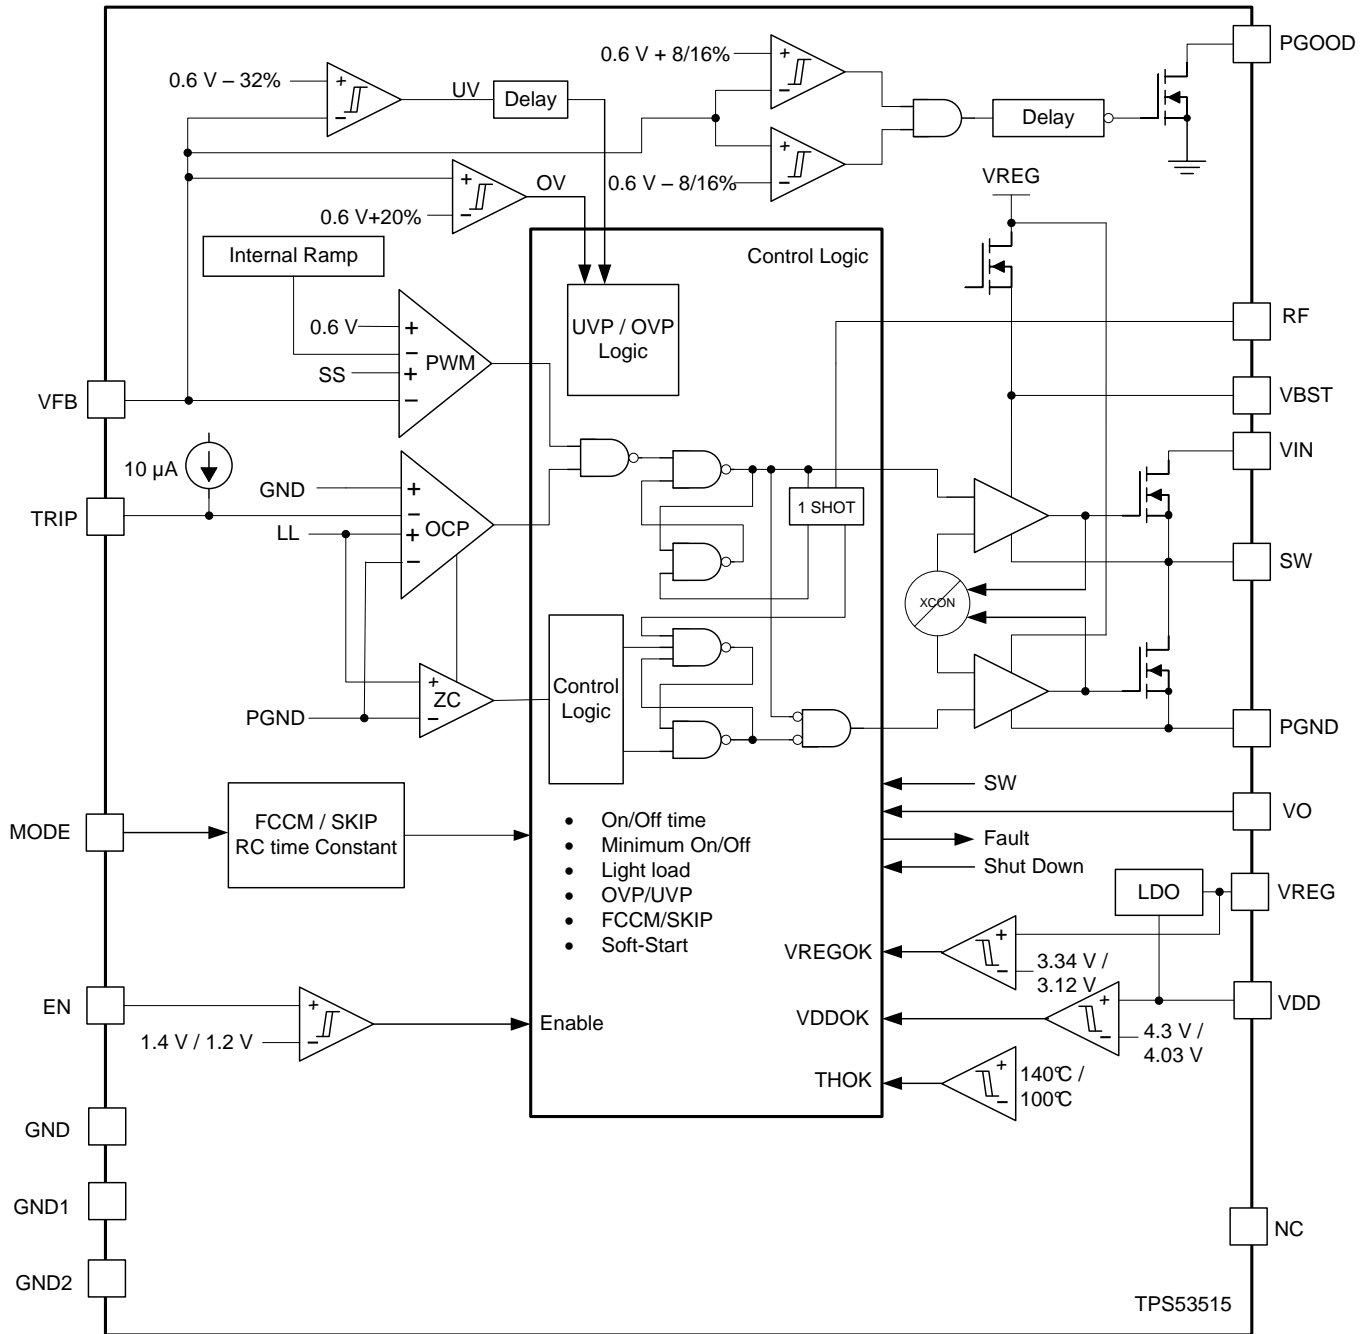 PGOOD
0.6 V + 8/16%
0.6 V – 32%
+
−
UV
Delay
+
−
Delay
+
−
0.6 V – 8/16%
VREG
+
−
OV
0.6 V+20%
Internal Ramp
Control Logic
UVP / OVP
Logic
RF
0.6 V
+
−
SS
+
−
PWM
VFB
VBST
VIN
10 µA
GND
+
−
TRIP
LL
+
−
OCP
1 SHOT
SW
XCON
Control
Logic
+
−
ZC
PGND
PGND
SW
VO
MODE
FCCM / SKIP
RC time Constant
• On/Off time
• Minimum On/Off
• Light load
• OVP/UVP
• FCCM/SKIP
• Soft-Start
Fault
Shut Down
LDO
VREG
VREGOK
+
−
3.34 V /
3.12 V
EN
+
−
1.4 V / 1.2 V
Enable
VDDOK
+
−
4.3 V /
4.03 V
VDD
THOK
+
−
140°C /
100°C
GND
GND1
GND2
NC
TPS53515